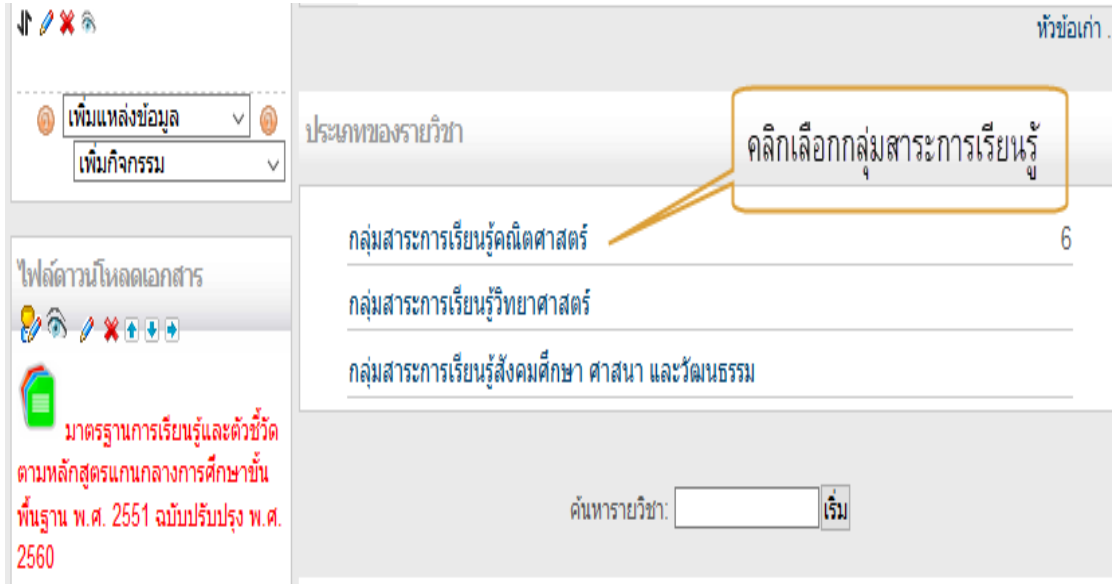 เพิ่มแหล่งข้อมูล
เพิ่มกิจกรรม
ไฟล์ดาวน์โหลดเอกสาร
มาตรฐานการเรียนรู้และตัวชี้วัด
ตามหลักสูตรแกนกลางการศึกษาขั้น
พื้นฐาน พ.ศ. 2551 ฉบับปรับปรุง พ.ศ.
2560
หัวข้อเก่า .
ประเภทของรายวิชา
คลิกเลือกกลุ่มสาระการเรียนรู้
กลุ่มสาระการเรียนรู้คณิตศาสตร์ 6
กลุ่มสาระการเรียนรู้วิทยาศาสตร์
กลุ่มสาระการเรียนรู้สังคมศึกษา ศาสนา และวัฒนธรรม
ค้นหารายวิชา: เริ่ม